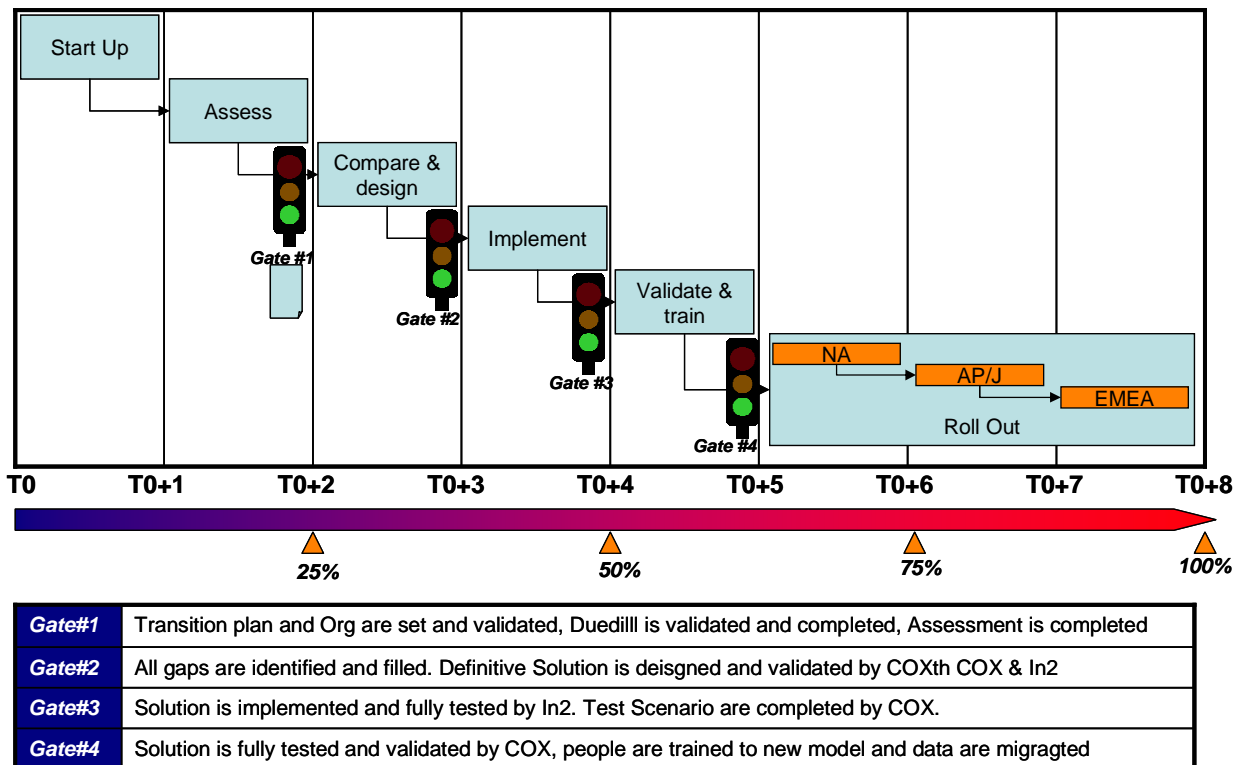 Start Up
Assess
Compare &
design
Gate #1
Implement
Gate #2
Validate &
train
Gate #3
NA
AP/J
EMEA
Roll Out
Gate #4
T0 T0+1 T0+2 T0+3 T0+4 T0+5 T0+6 T0+7 T0+8
25% 50% 75% 100%
Gate#1 Transition plan and Org are set and validated, Duedilll is validated and completed, Assessment is completed
Gate#2 All gaps are identified and filled. Definitive Solution is deisgned and validated by COXth COX & In2
Gate#3 Solution is implemented and fully tested by In2. Test Scenario are completed by COX.
Gate#4 Solution is fully tested and validated by COX, people are trained to new model and data are migragted